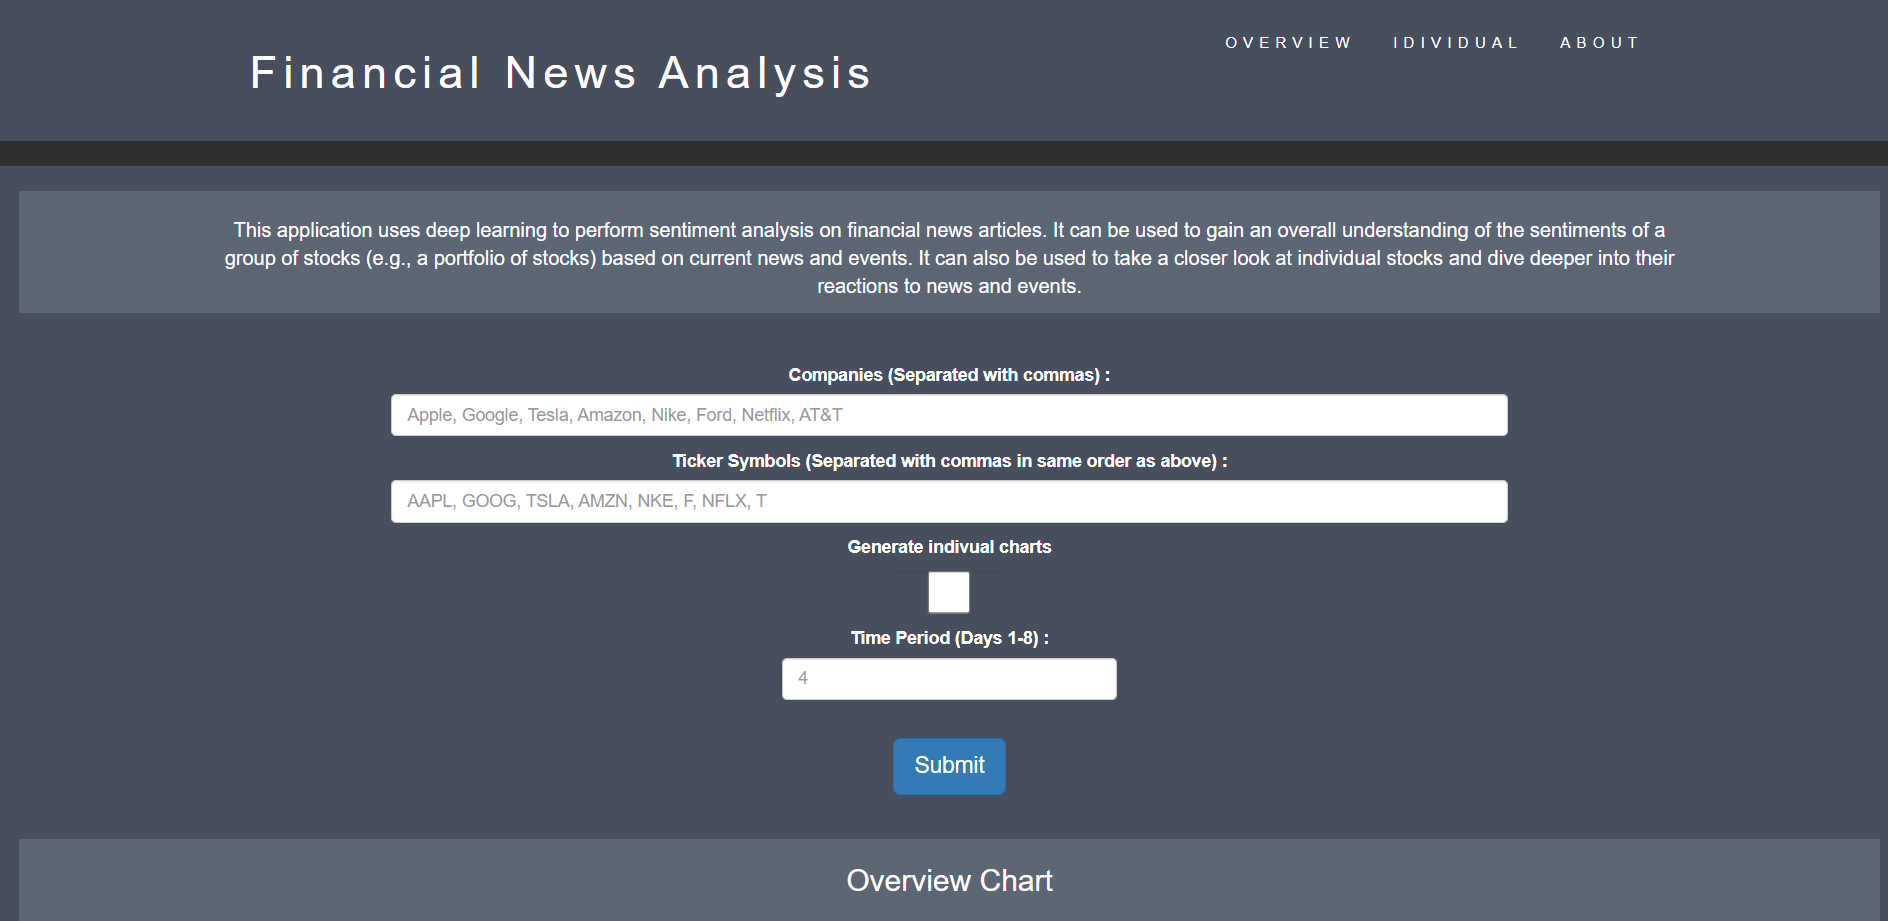 Financial News Analysis
OVERVIEW IDIVIDUAL ABOUT
This application uses deep learning to perform sentiment analysis on financial news articles. It can be used to gain an overall understanding of the sentiments of a
group of stocks (e.g., a portfolio of stocks) based on current news and events. It can also be used to take a closer look at individual stocks and dive deeper into their
reactions to news and events.
Companies (Separated with commas) :
Apple, Google, Tesla, Amazon, Nike, Ford, Netflix, AT&T
Ticker Symbols (Separated with commas in same order as above) :
AAPL, GOOG, TSLA, AMZN, NKE, F, NFLX, T
Generate indivual charts
Time Period (Days 1-8) :
4
Submit
Overview Chart